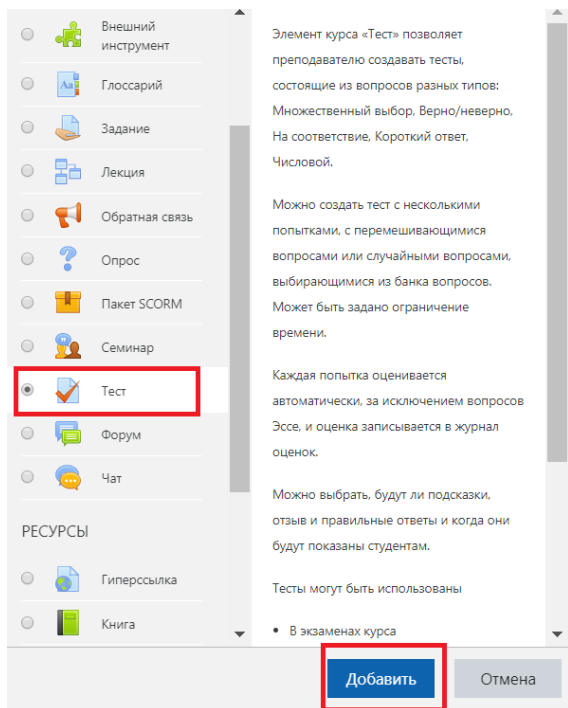 Внешний
инструмент
Глоссарий
Задание
Лекция
Обратная связь
Опрос
Пакет SCORM
Семинар
Тест
Форум
Чат
РЕСУРСЫ
Гиперссылка
Книга
Элемент курса «Тест» позволяет
преподавателю создавать тесты,
состоящие из вопросов разных типов:
Множественный выбор, Верно/неверно,
На соответствие, Короткий ответ,
Числовой.
Можно создать тест с несколькими
попытками, с перемешивающимися
вопросами или случайными вопросами,
выбирающимися из банка вопросов.
Может быть задано ограничение
времени.
Каждая попытка оценивается
автоматически, за исключением вопросов
Эссе, и оценка записывается в журнал
оценок.
Можно выбрать, будут ли подсказки,
отзыв и правильные ответы и когда они
будут показаны студентам.
Тесты могут быть использованы
• В экзаменах курса
Добавить
Отмена